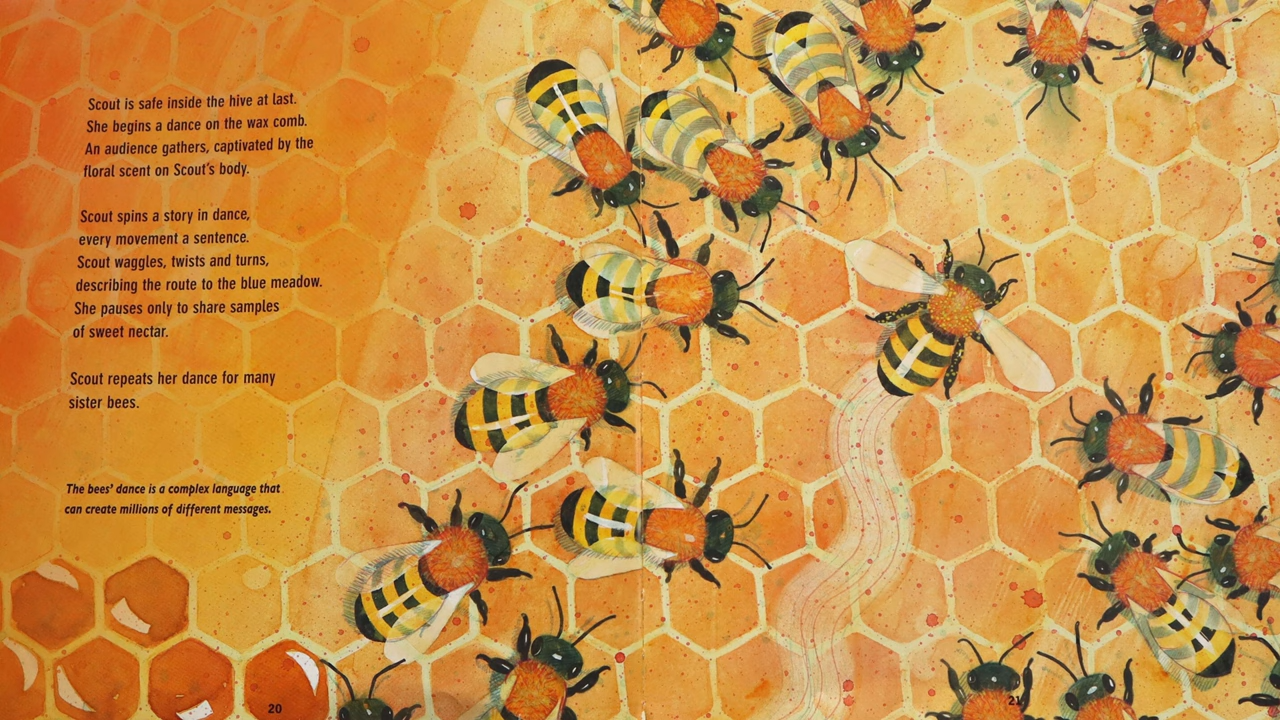 Scout is safe inside the hive at last.
She begins a dance on the wax comb.
An audience gathers, captivated by the
floral scent on Scout's body.
Scout spins a story in dance,
every movement a sentence.
Scout waggles, twists and turns,
describing the route to the blue meadow.
She pauses only to share samples
of sweet nectar.
Scout repeats her dance for many
sister bees.
The bees' dance is a complex language that
can create millions of different messages.
20
21